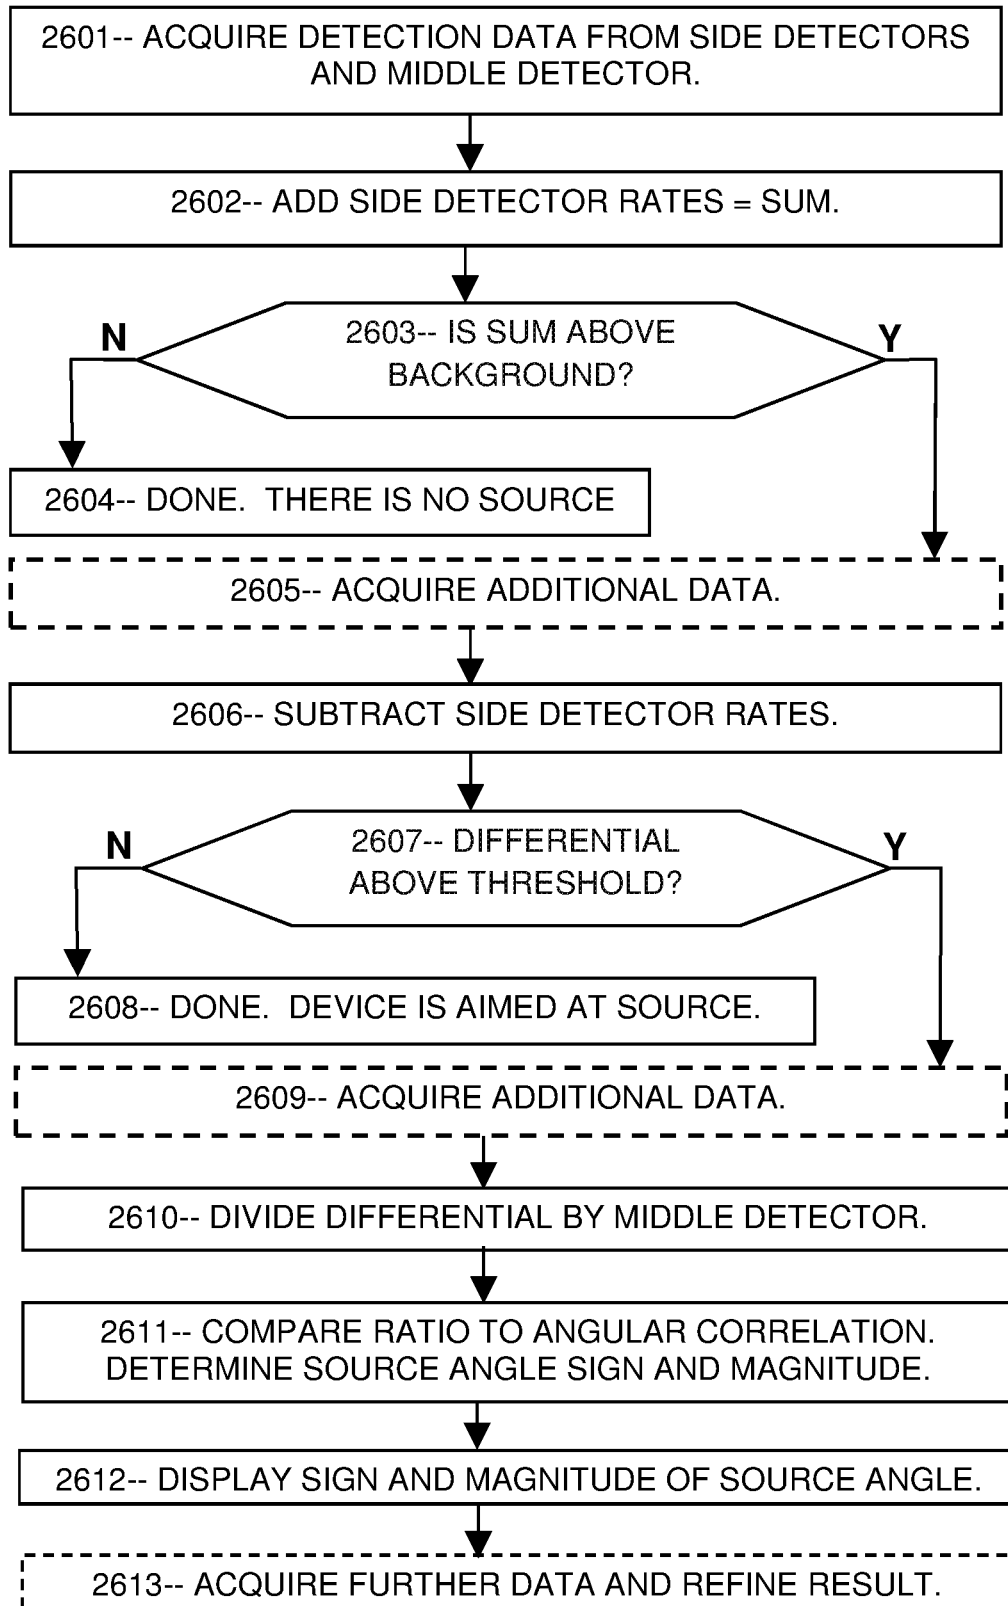 2601-- ACQUIRE DETECTION DATA FROM SIDE DETECTORS
AND MIDDLE DETECTOR.
2602-- ADD SIDE DETECTOR RATES = SUM.
2603-- IS SUM ABOVE
BACKGROUND?
N
Y
2604-- DONE.  THERE IS NO SOURCE
2605-- ACQUIRE ADDITIONAL DATA.
2606-- SUBTRACT SIDE DETECTOR RATES.
2607-- DIFFERENTIAL
ABOVE THRESHOLD?
N
Y
2608-- DONE.  DEVICE IS AIMED AT SOURCE.
2609-- ACQUIRE ADDITIONAL DATA.
2610-- DIVIDE DIFFERENTIAL BY MIDDLE DETECTOR.
2611-- COMPARE RATIO TO ANGULAR CORRELATION.
DETERMINE SOURCE ANGLE SIGN AND MAGNITUDE.
2612-- DISPLAY SIGN AND MAGNITUDE OF SOURCE ANGLE.
2613-- ACQUIRE FURTHER DATA AND REFINE RESULT.